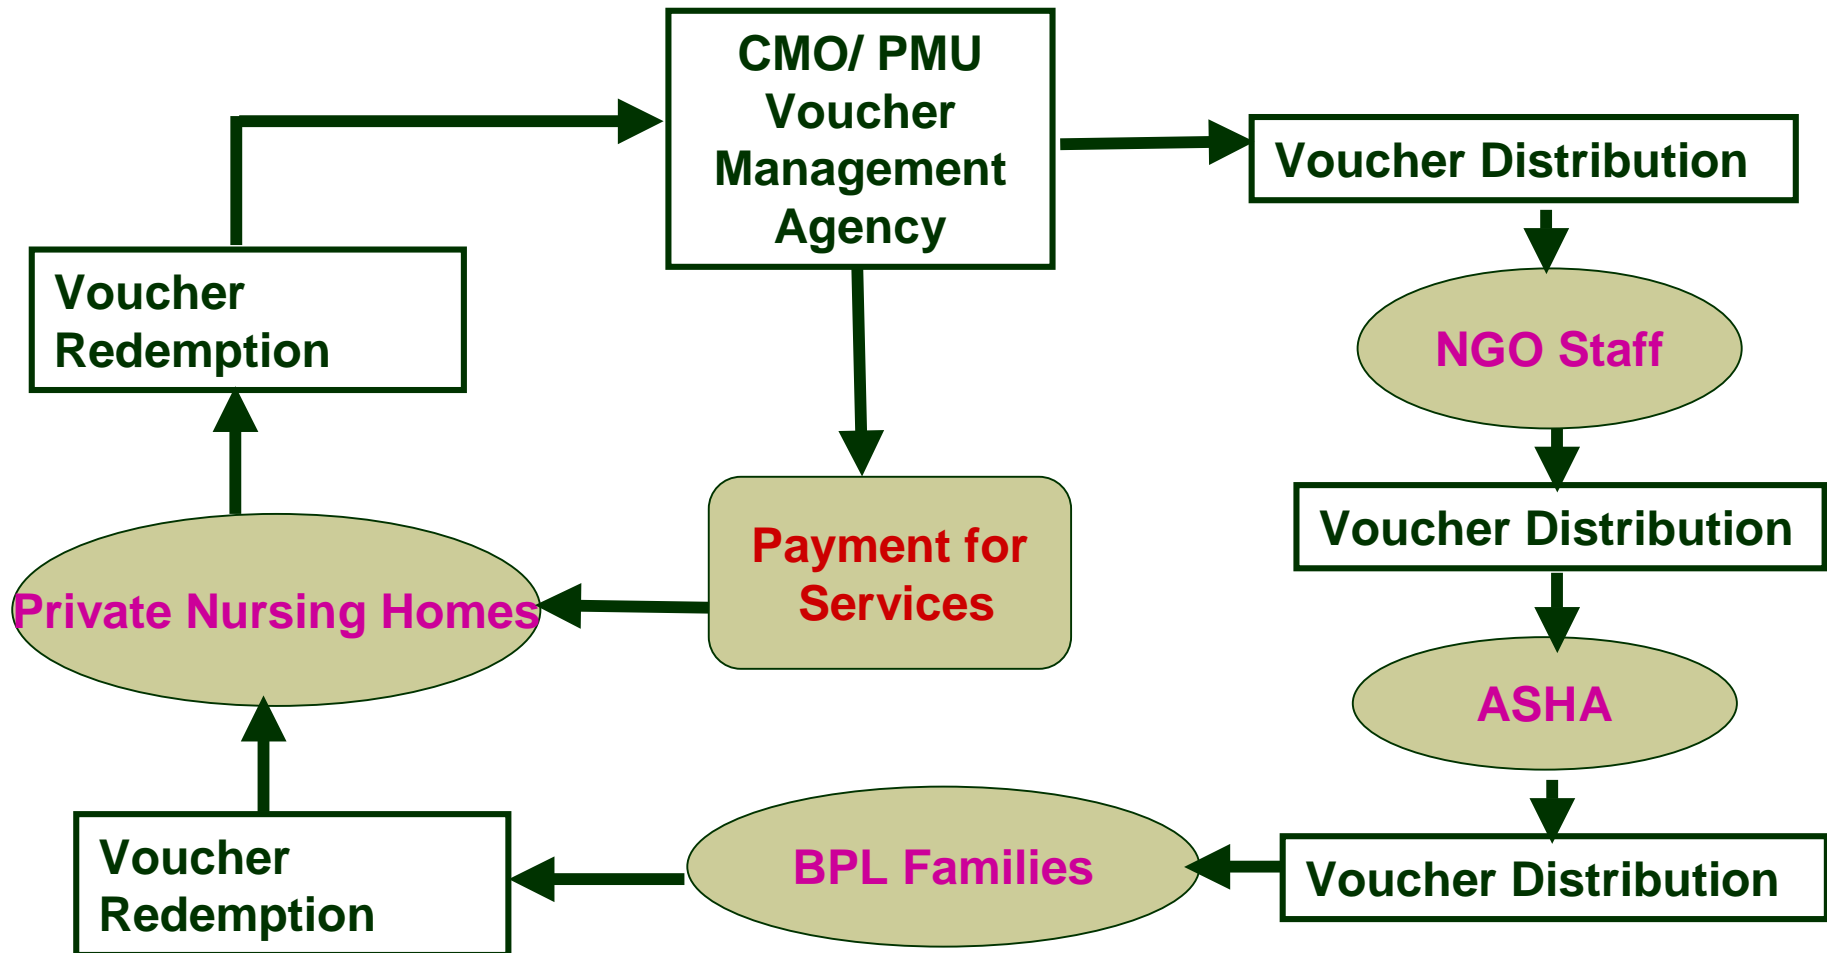 CMO/ PMU
Voucher
Management
Agency
Voucher Distribution
Voucher
Redemption
NGO Staff
Voucher Distribution
Payment for
Services
Private Nursing Homes
ASHA
Voucher
Redemption
BPL Families
Voucher Distribution